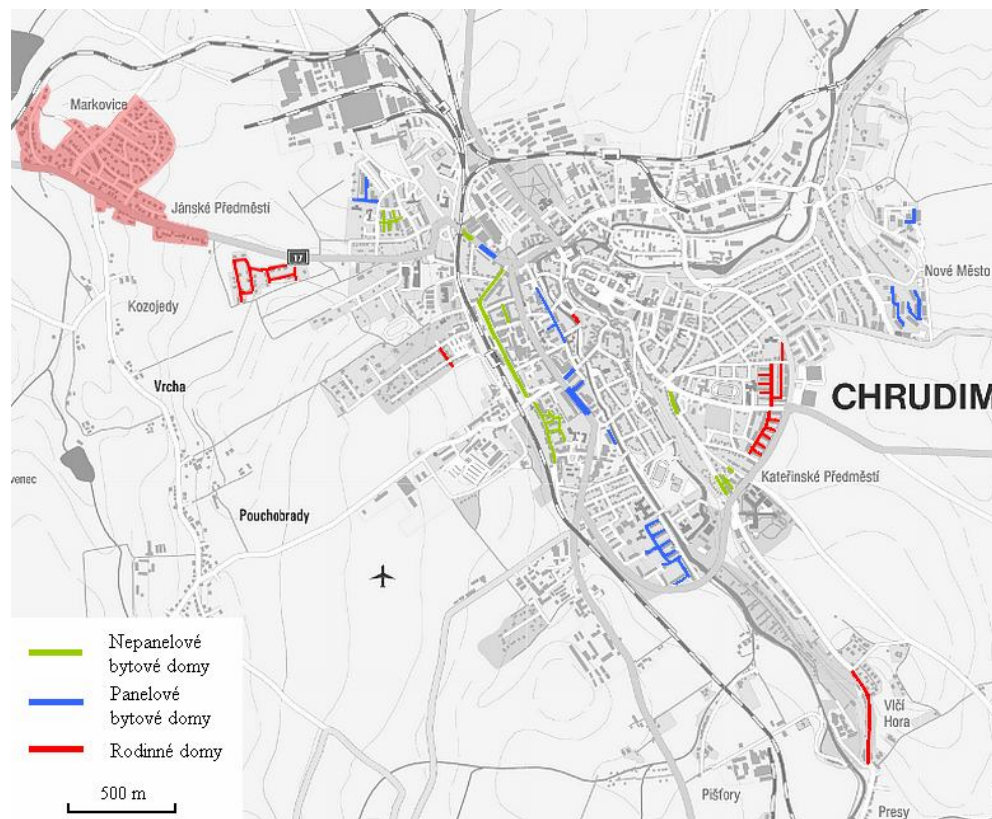 Markovice
Jánské Předměstí
17
Nové Město
Kozojedy
Vrcha
CHRUDIM
venec
Kateřinské Předměstí
Pouchobrady
Nepanelové
bytové domy
Panelové
bytové domy
Rodinné domy
500 m
Vlčí
Hora
Pišťory
Presy